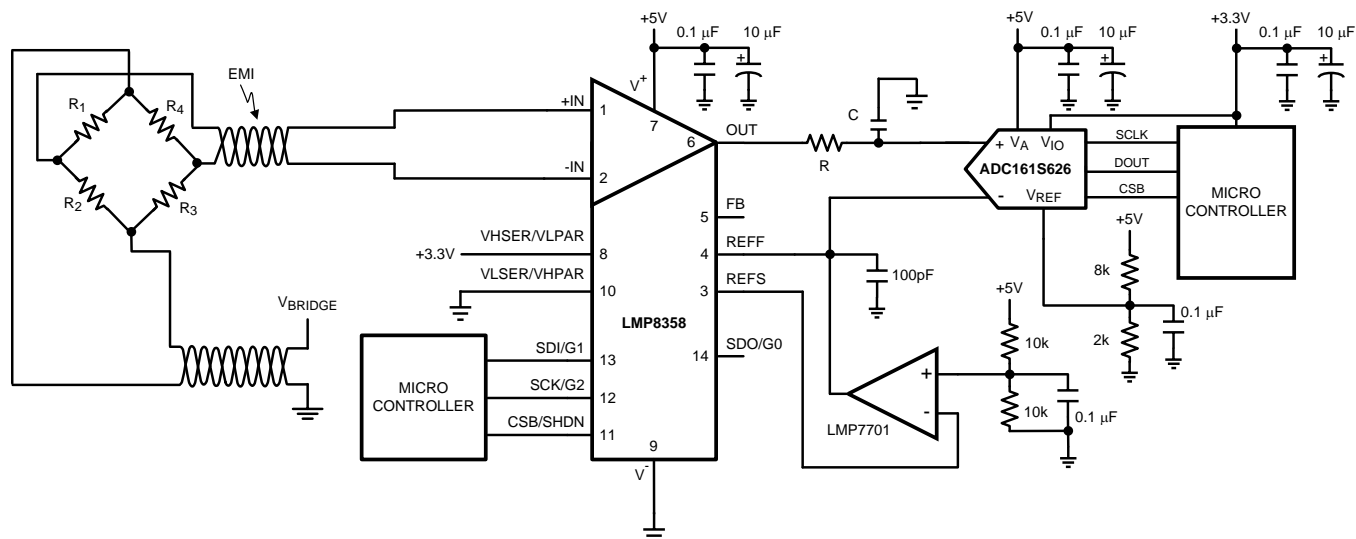 +5V
0.1 μF
10 μF
+5V
0.1 μF
10 μF
+3.3V
0.1 μF
10 μF
EMI
R1
R4
R2
R3
+IN
1
V+
7
6
OUT
R
C
-IN
2
+
VA
VIO
ADC161S626
-
VREF
SCLK
DOUT
CSB
MICRO
CONTROLLER
5
FB
VHSER/VLPAR
+3.3V
8
4
REFF
VLSER/VHPAR
10
3
REFS
100pF
+5V
8k
2k
0.1 μF
+5V
10k
10k
0.1 μF
LMP8358
VBRIDGE
MICRO
CONTROLLER
SDI/G1
13
SCK/G2
12
CSB/SHDN
11
14
SDO/G0
+
-
LMP7701
9
V-